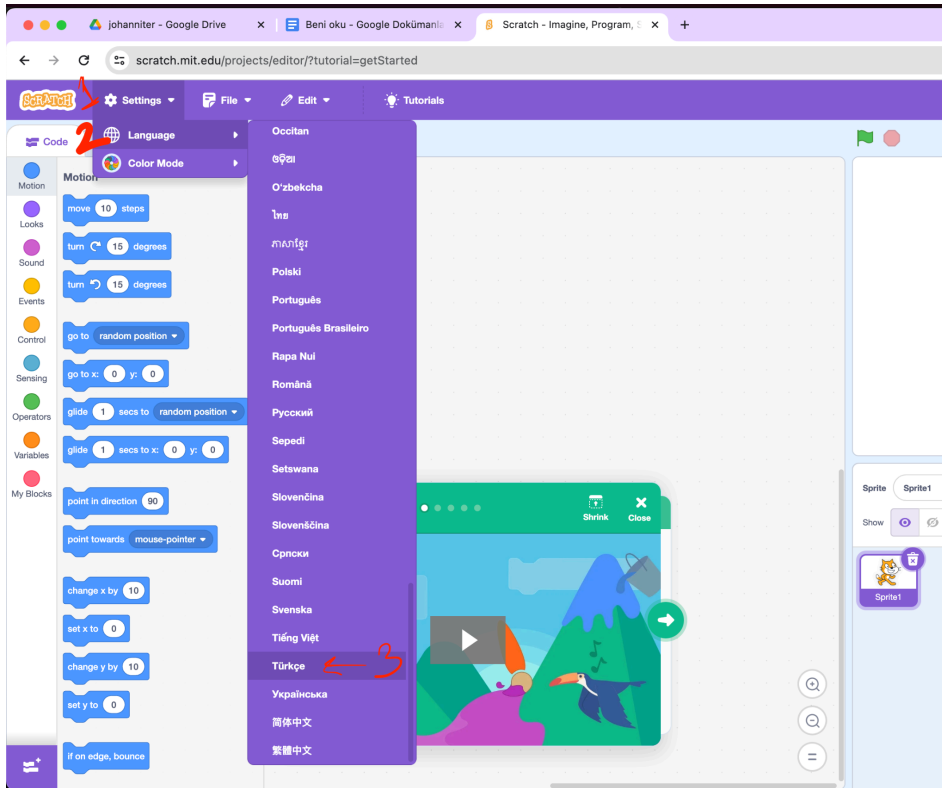 johanniter - Google Drive
Beni oku - Google Dokümanla
Scratch - Imagine, Program, S
scratch.mit.edu/projects/editor/?tutorial=getStarted
SCRATCH
1
Settings
File
Edit
Tutorials
2
Language
Color Mode
Code
Motion
Looks
Sound
Events
Control
Sensing
Operators
Variables
My Blocks
Motion
move 10 steps
turn 15 degrees
turn 15 degrees
go to random position
go to x: 0 y: 0
glide 1 secs to random position
glide 1 secs to x: 0 y: 0
point in direction 90
point towards mouse-pointer
change x by 10
set x to 0
change y by 10
set y to 0
if on edge, bounce
Occitan
ଓଡ଼ିଆ
O'zbekcha
ไทย
ភាសាខ្មែរ
Polski
Português
Português Brasileiro
Rapa Nui
Română
Русский
Sepedi
Setswana
Slovenčina
Slovenščina
Српски
Suomi
Svenska
Tiếng Việt
Türkçe
3
Українська
简体中文
繁體中文
Shrink
Close
Sprite
Sprite1
Show
Sprite1